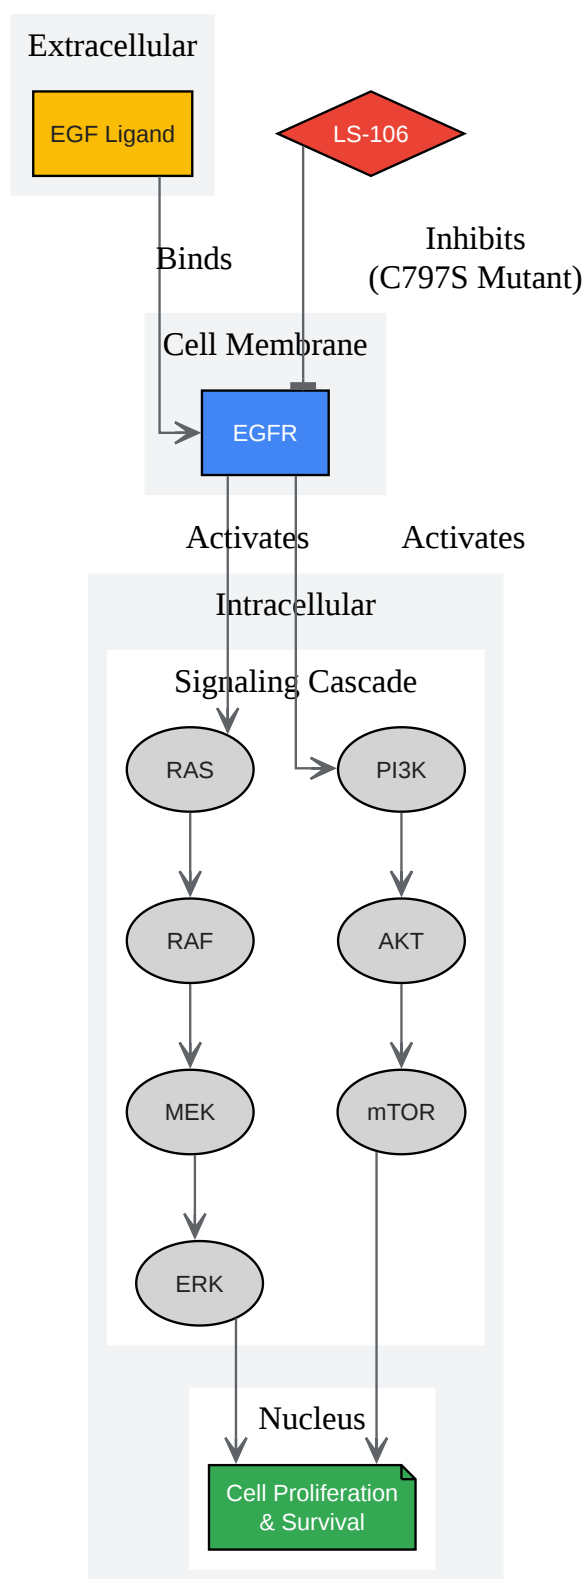 Extracellular
EGF Ligand
LS-106
Binds
Inhibits
(C797S Mutant)
Cell Membrane
EGFR
Activates
Activates
Intracellular
Signaling Cascade
RAS
PI3K
RAF
AKT
MEK
mTOR
ERK
Nucleus
Cell Proliferation
& Survival